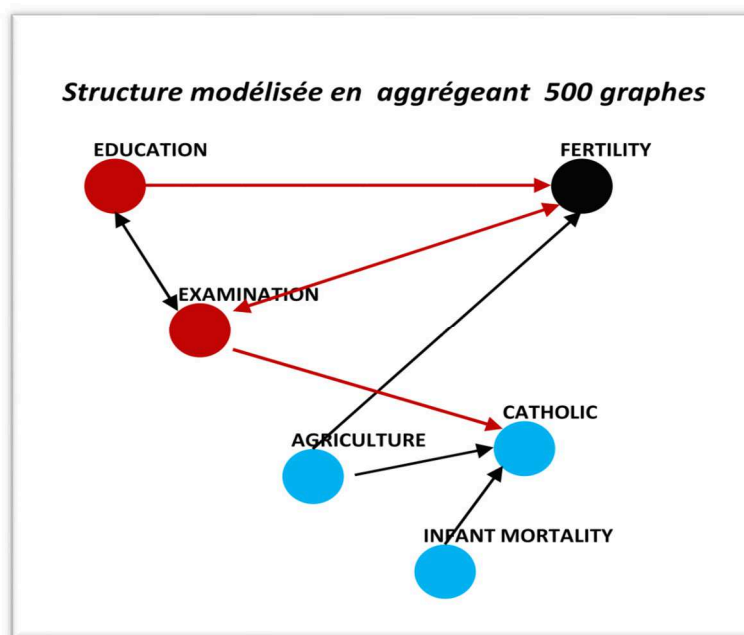 Structure modélisée en aggrégeant 500 graphes
EDUCATION
FERTILITY
EXAMINATION
CATHOLIC
AGRICULTURE
INFANT MORTALITY